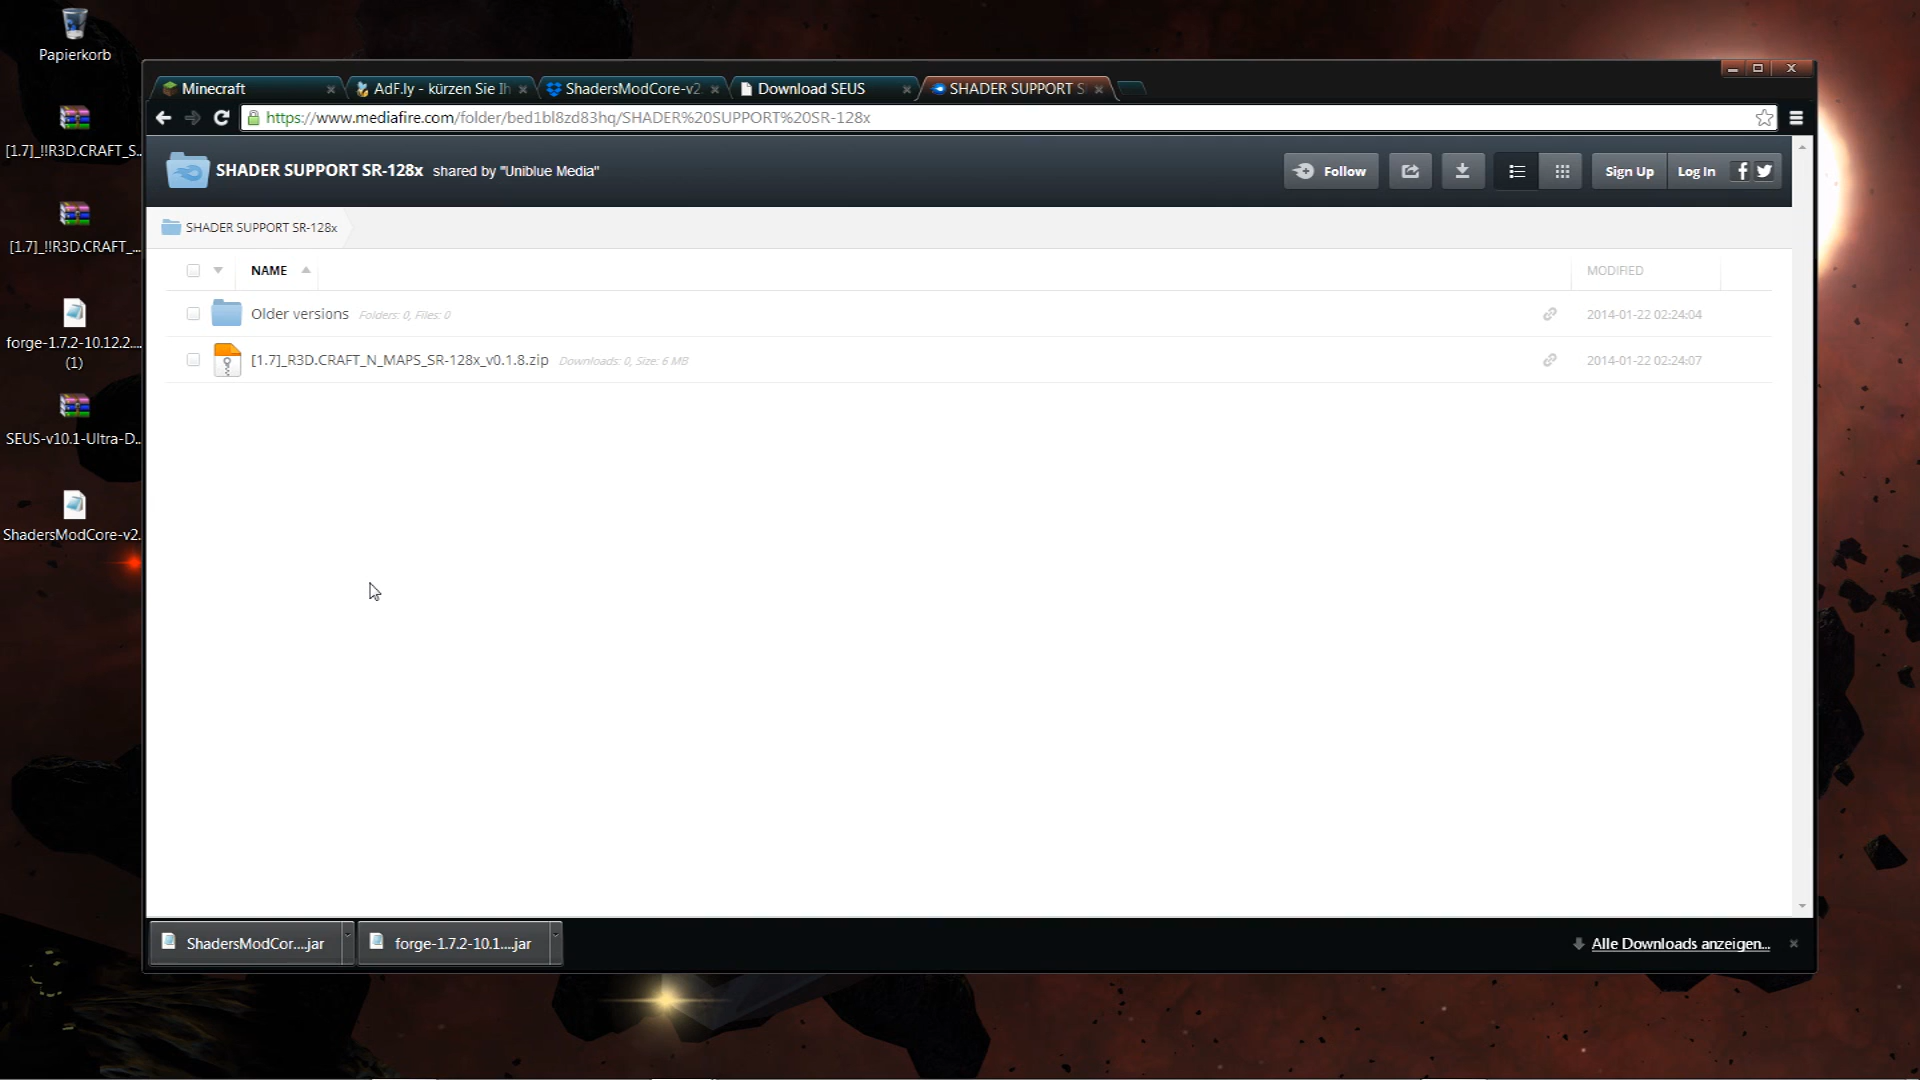 Papierkorb
[1.7]_!!R3D.CRAFT_S...
[1.7]_!!R3D.CRAFT_...
forge-1.7.2-10.12.2....
(1)
SEUS-v10.1-Ultra-D...
ShadersModCore-v2.
Minecraft
AdF.ly - kürzen Sie Ih
ShadersModCore-v2.
Download SEUS
SHADER SUPPORT S
https://www.mediafire.com/folder/bed1bl8zd83hq/SHADER%20SUPPORT%20SR-128x
SHADER SUPPORT SR-128x shared by "Uniblue Media"
Follow
Sign Up
Log In
SHADER SUPPORT SR-128x
NAME
MODIFIED
Older versions Folders: 0, Files: 0
2014-01-22 02:24:04
[1.7]_R3D.CRAFT_N_MAPS_SR-128x_v0.1.8.zip Downloads: 0, Size: 6 MB
2014-01-22 02:24:07
ShadersModCor....jar
forge-1.7.2-10.1....jar
Alle Downloads anzeigen...